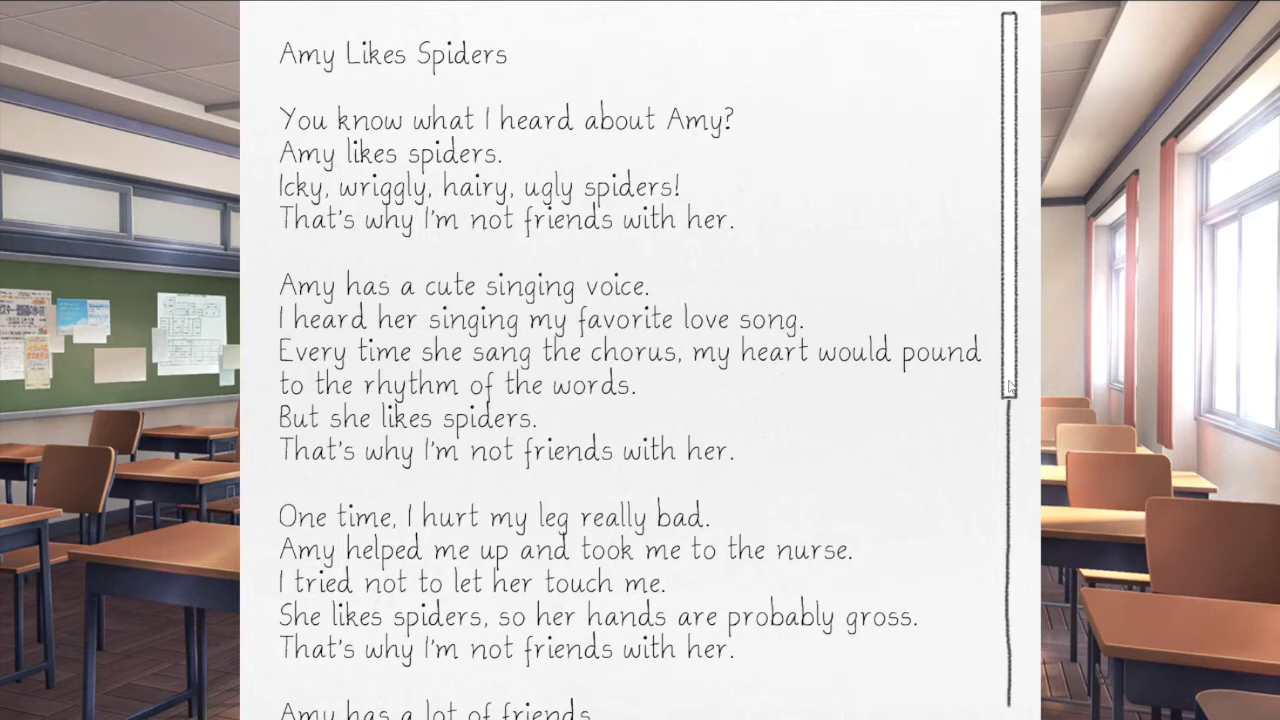 Amy Likes Spiders
You know what I heard about Amy?
Amy likes spiders.
Icky, wriggly, hairy, ugly spiders!
That's why I'm not friends with her.
Amy has a cute singing voice.
I heard her singing my favorite love song.
Every time she sang the chorus, my heart would pound
to the rhythm of the words.
But she likes spiders.
That's why I'm not friends with her.
One time, I hurt my leg really bad.
Amy helped me up and took me to the nurse.
I tried not to let her touch me.
She likes spiders, so her hands are probably gross.
That's why I'm not friends with her.
Amy has a lot of friends